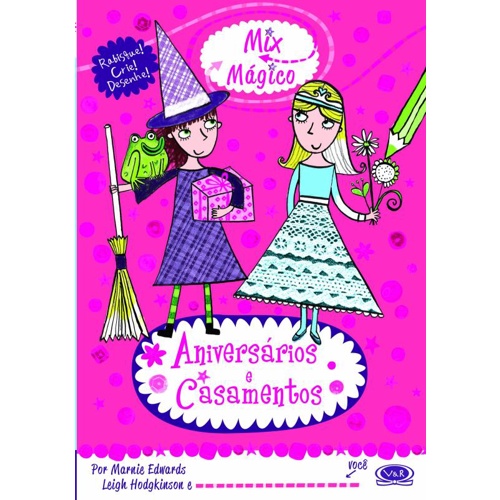 Rabisque!
Crie!
Desenhe!
Mix
Mágico
Aniversários
e
Casamentos
Por Marnie Edwards
Leigh Hodgkinson e
você
V&R